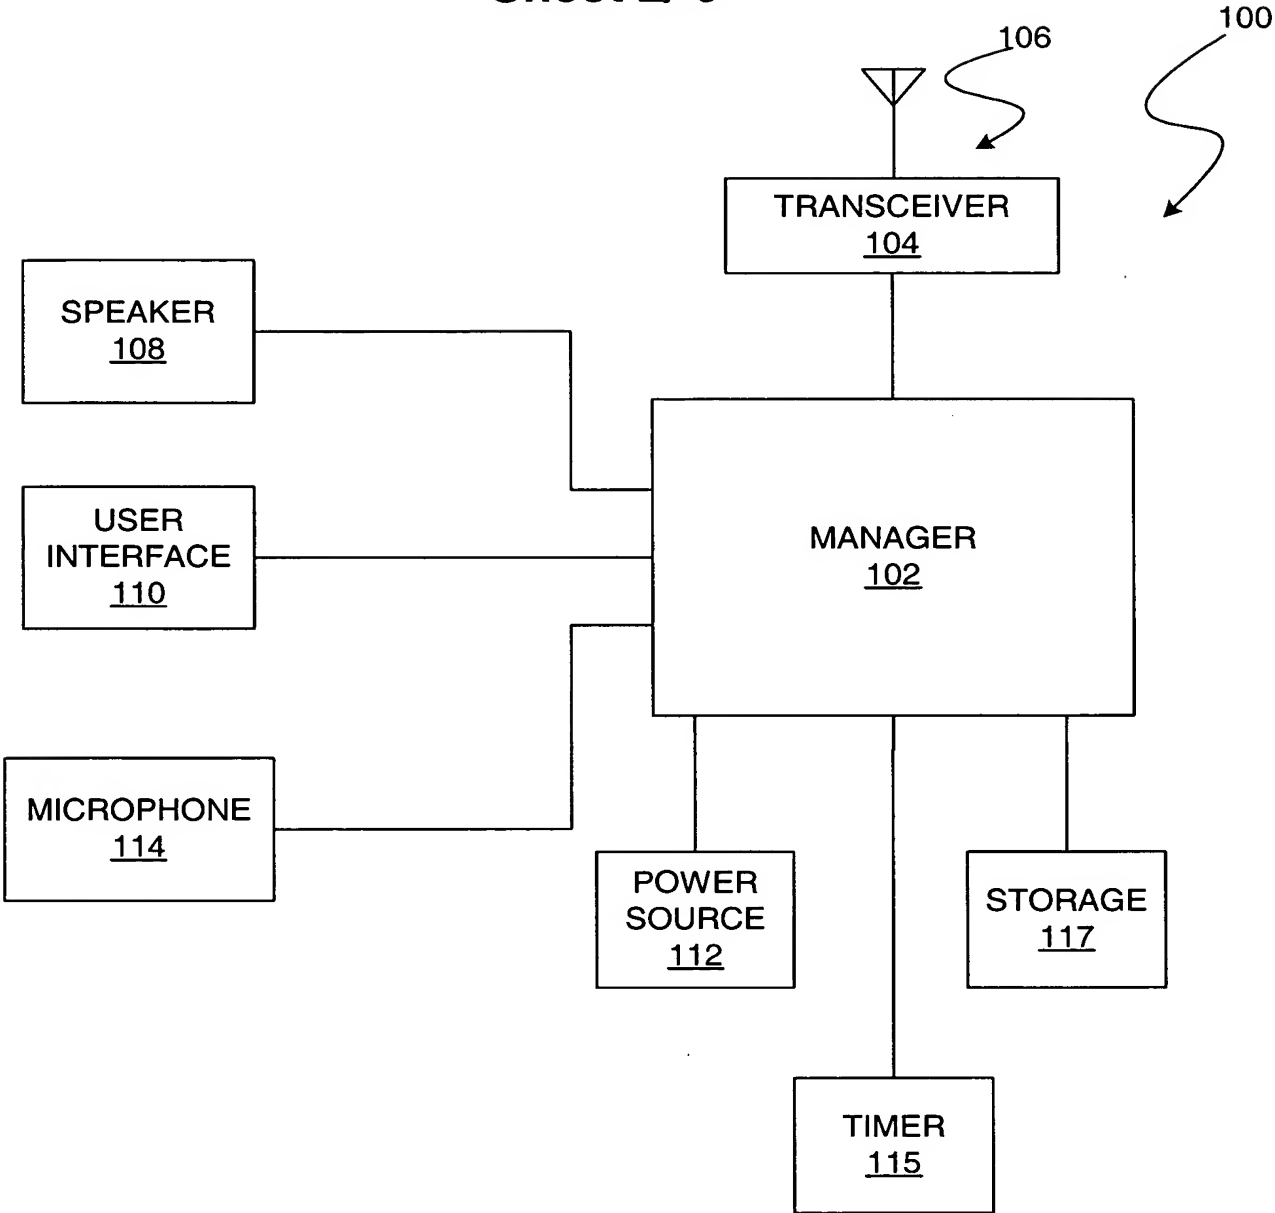 100
106
TRANSCEIVER
104
SPEAKER
108
USER
INTERFACE
110
MANAGER
102
MICROPHONE
114
POWER
SOURCE
112
STORAGE
117
TIMER
115